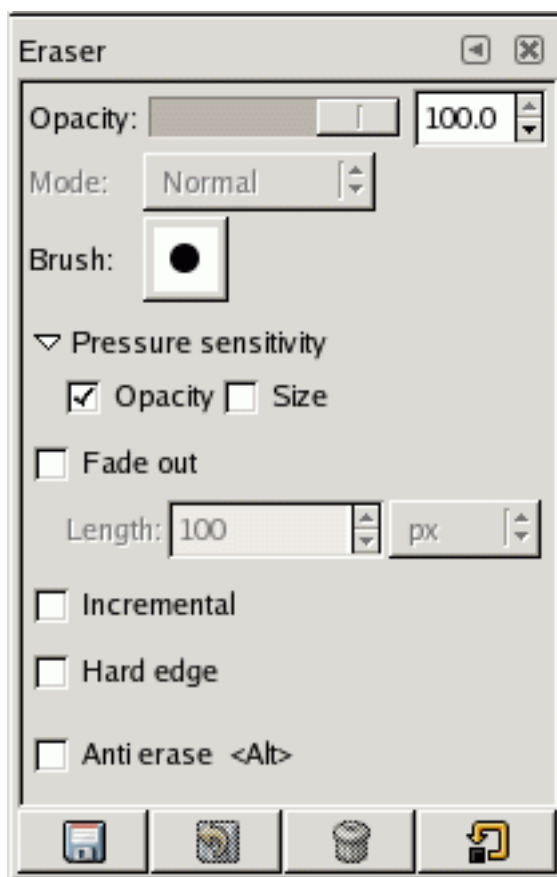 Eraser
Opacity: 100.0
Mode: Normal
Brush:
Pressure sensitivity
Opacity Size
Fade out
Length: 100 px
Incremental
Hard edge
Anti erase <Alt>